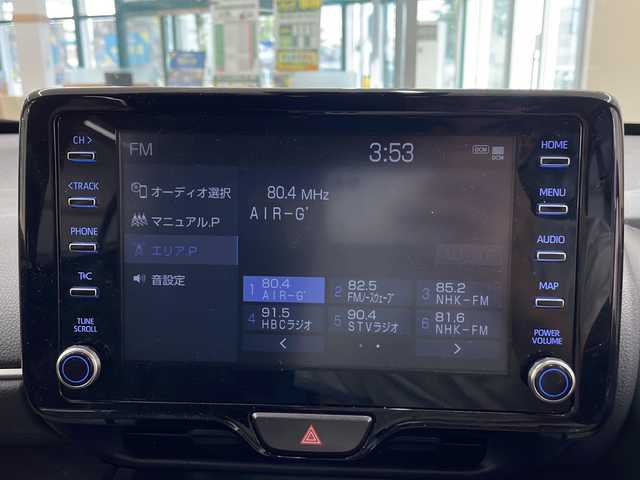 CH >
< TRACK
PHONE
TUNE
SCROLL
FM
3:53
DCM
DCM
オーディオ選択
マニュアル.P
エリア.P
音設定
80.4 MHz
AIR-G'
1 80.4 AIR-G'
2 82.5 FMノースウェーブ
3 85.2 NHK-FM
4 91.5 HBCラジオ
5 90.4 STVラジオ
6 81.6 NHK-FM
<
>
HOME
MENU
AUDIO
MAP
POWER
VOLUME